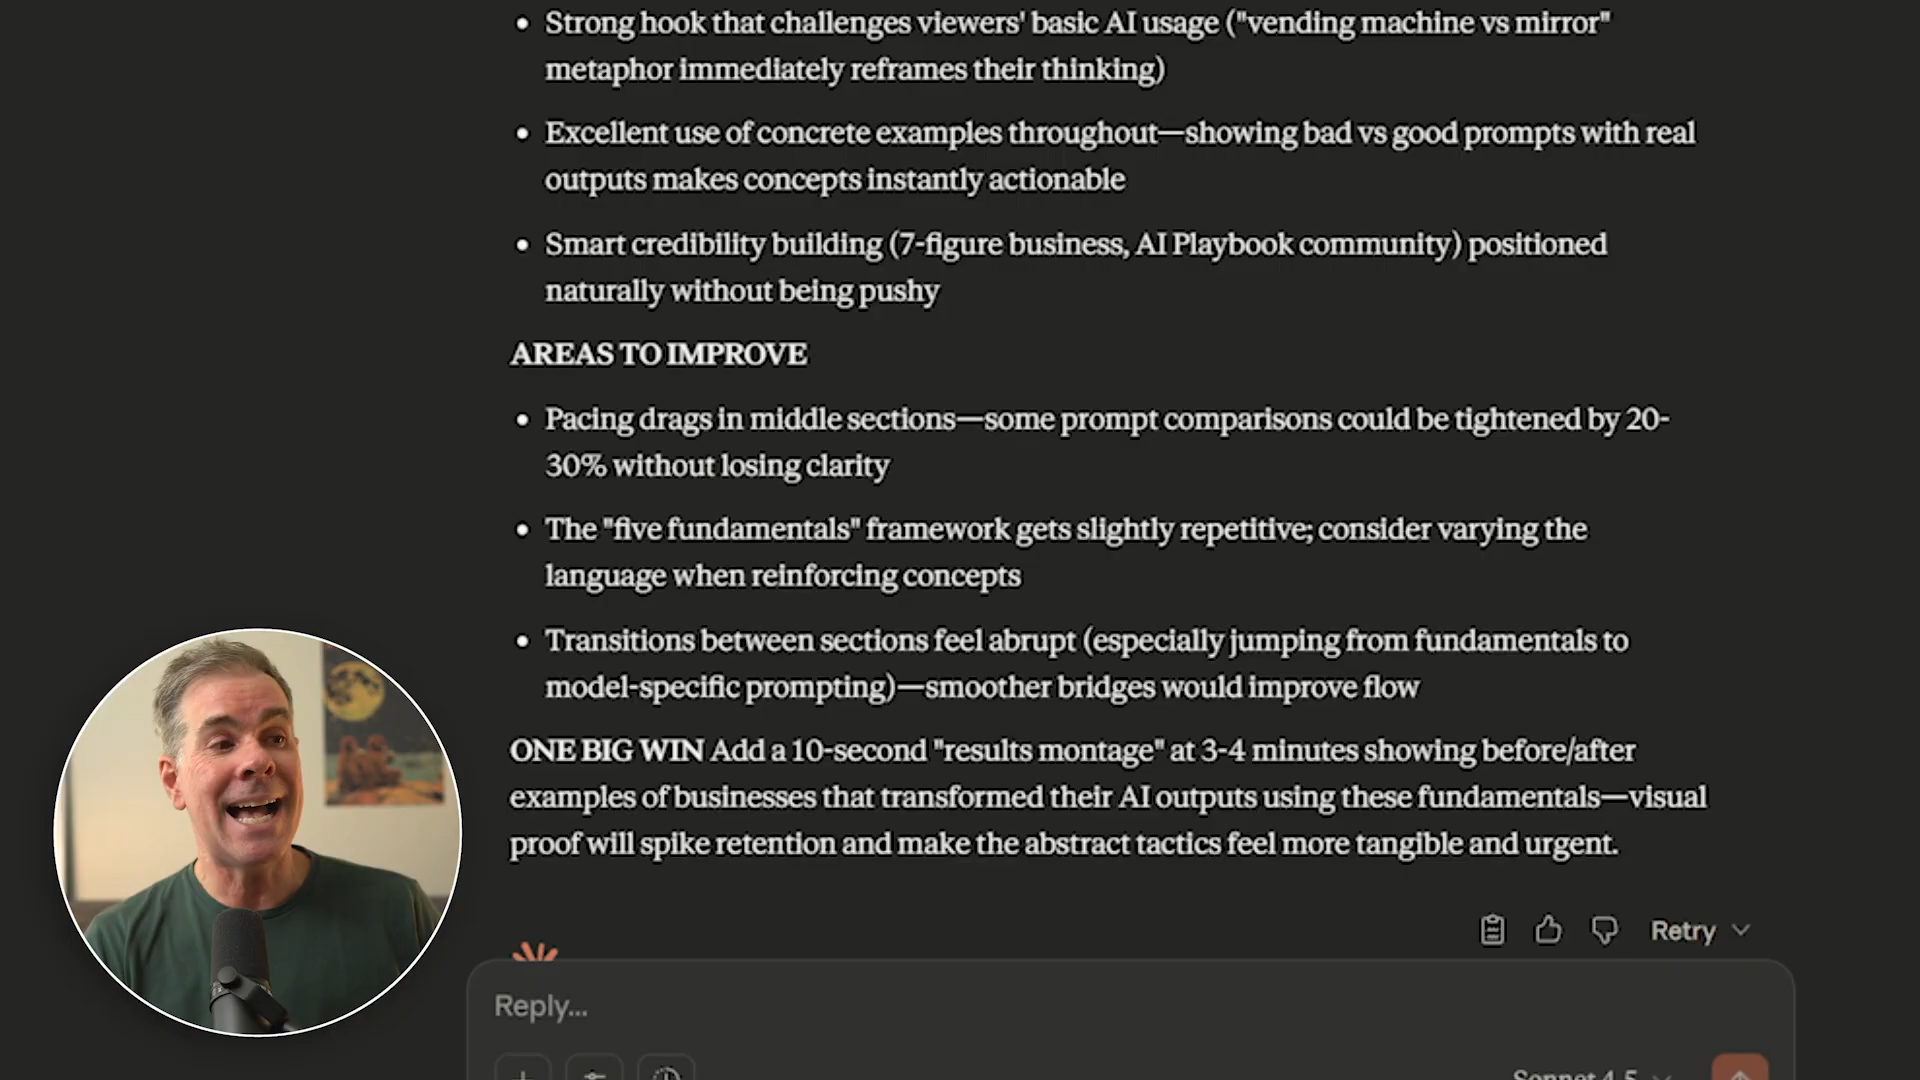 • Strong hook that challenges viewers' basic AI usage ("vending machine vs mirror"
metaphor immediately reframes their thinking)
• Excellent use of concrete examples throughout—showing bad vs good prompts with real
outputs makes concepts instantly actionable
• Smart credibility building (7-figure business, AI Playbook community) positioned
naturally without being pushy
AREAS TO IMPROVE
• Pacing drags in middle sections—some prompt comparisons could be tightened by 20-
30% without losing clarity
• The "five fundamentals" framework gets slightly repetitive; consider varying the
language when reinforcing concepts
• Transitions between sections feel abrupt (especially jumping from fundamentals to
model-specific prompting)—smoother bridges would improve flow
ONE BIG WIN Add a 10-second "results montage" at 3-4 minutes showing before/after
examples of businesses that transformed their AI outputs using these fundamentals—visual
proof will spike retention and make the abstract tactics feel more tangible and urgent.
Retry
Reply...
Sonnet 4.5